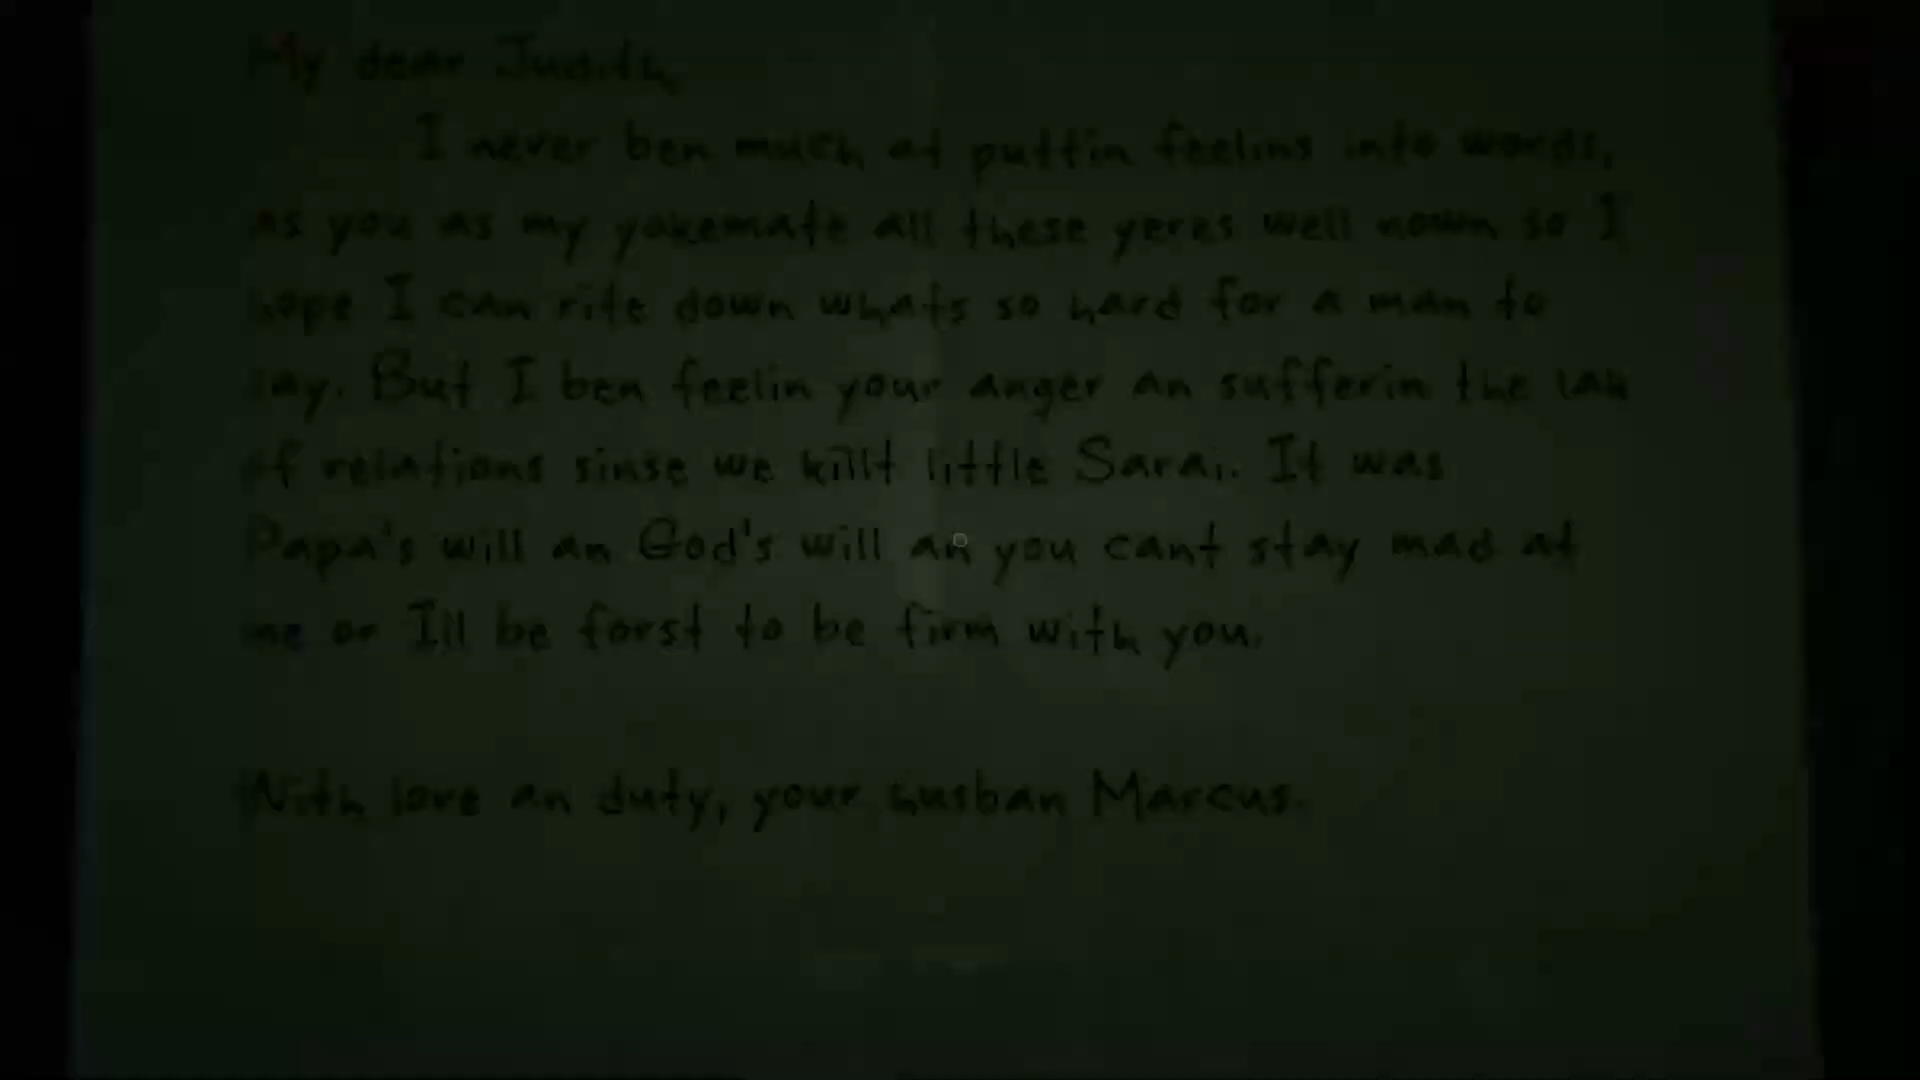 My dear Judith,
I never ben much at puttin feelins into words,
as you as my yokemate all these yeres well nown so I
hope I can rite down whats so hard for a man to
say. But I ben feelin your anger an sufferin the lak
of relations sinse we killt little Sarai. It was
Papa's will an God's will an you cant stay mad at
me or Ill be forst to be firm with you.
With love an duty, your husban Marcus.